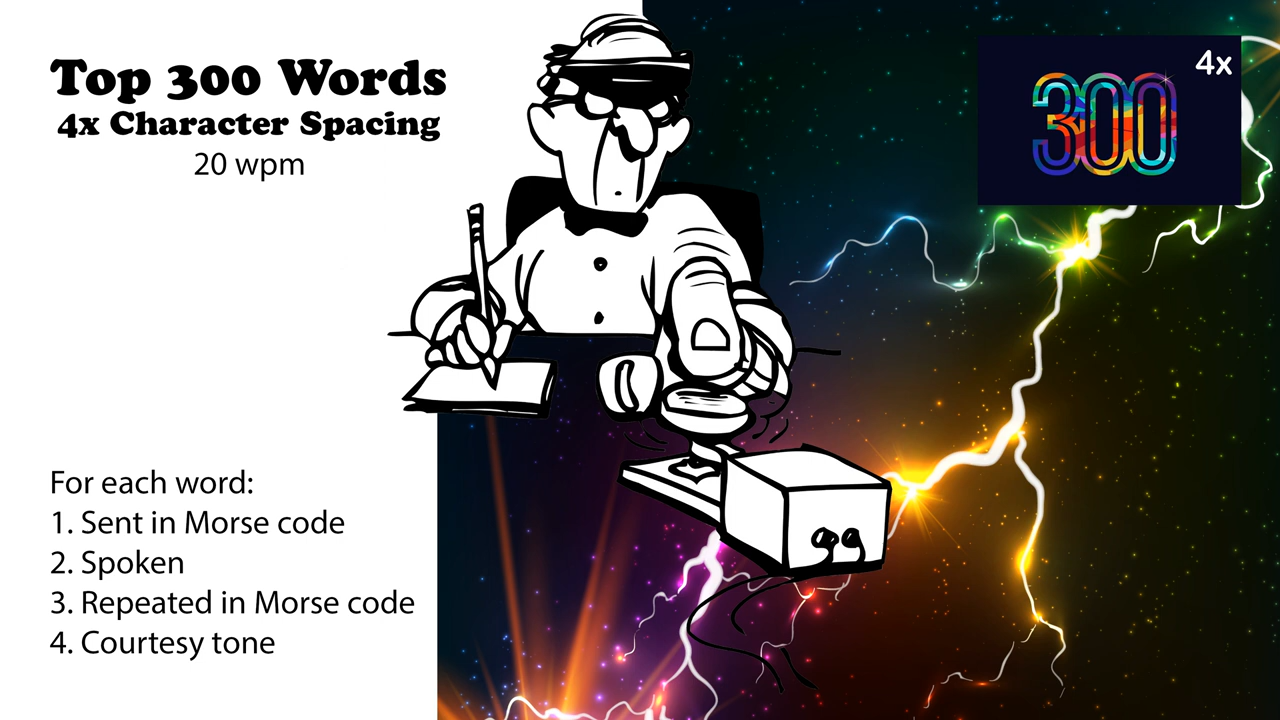 Top 300 Words
4x Character Spacing
20 wpm
4x
300
For each word:
1. Sent in Morse code
2. Spoken
3. Repeated in Morse code
4. Courtesy tone